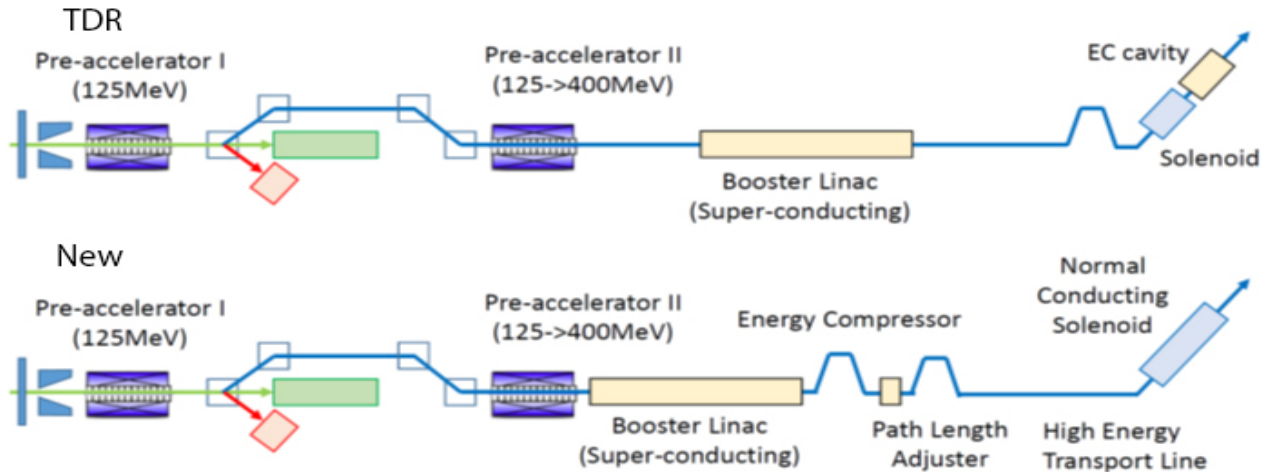 TDR
Pre-accelerator I
(125MeV)
Pre-accelerator II
(125->400MeV)
EC cavity
Booster Linac
(Super-conducting)
Solenoid
New
Pre-accelerator I
(125MeV)
Pre-accelerator II
(125->400MeV)
Energy Compressor
Normal
Conducting
Solenoid
Booster Linac
(Super-conducting)
Path Length
Adjuster
High Energy
Transport Line